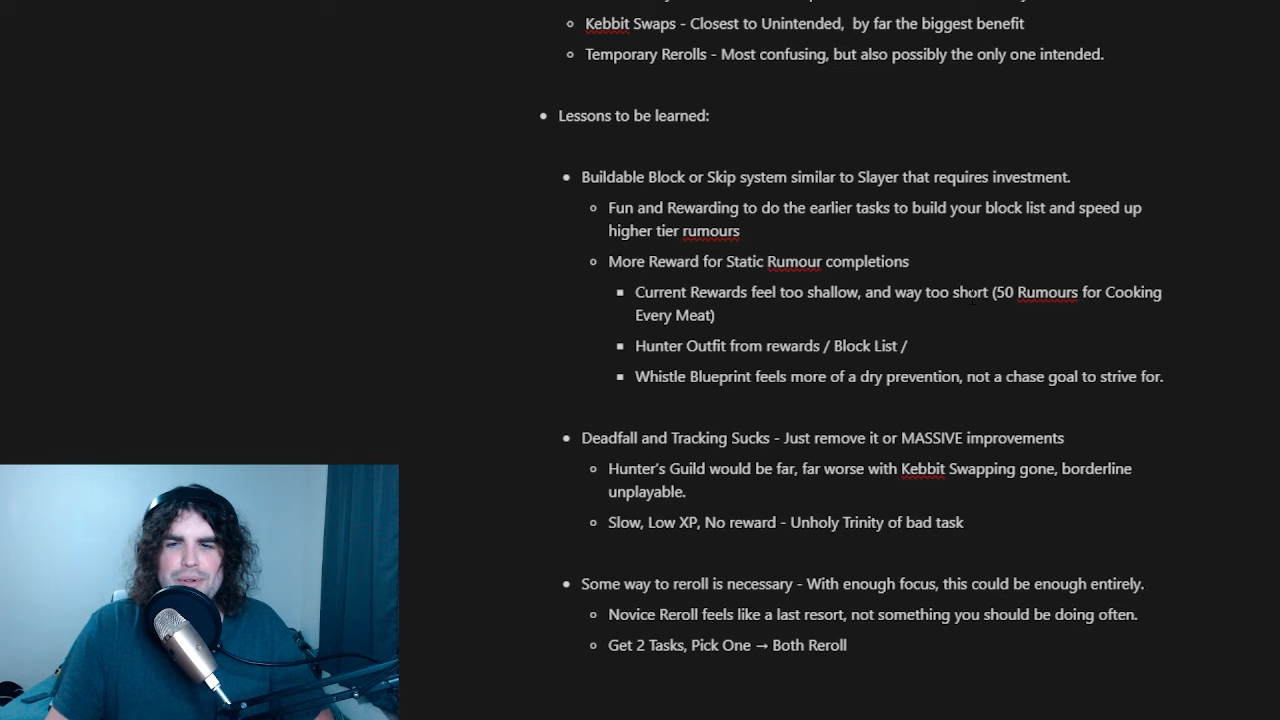 Kebbit Swaps - Closest to Unintended, by far the biggest benefit
Temporary Rerolls - Most confusing, but also possibly the only one intended.
Lessons to be learned:
Buildable Block or Skip system similar to Slayer that requires investment.
Fun and Rewarding to do the earlier tasks to build your block list and speed up
higher tier rumours
More Reward for Static Rumour completions
Current Rewards feel too shallow, and way too short (50 Rumours for Cooking
Every Meat)
Hunter Outfit from rewards / Block List /
Whistle Blueprint feels more of a dry prevention, not a chase goal to strive for.
Deadfall and Tracking Sucks - Just remove it or MASSIVE improvements
Hunter's Guild would be far, far worse with Kebbit Swapping gone, borderline
unplayable.
Slow, Low XP, No reward - Unholy Trinity of bad task
Some way to reroll is necessary - With enough focus, this could be enough entirely.
Novice Reroll feels like a last resort, not something you should be doing often.
Get 2 Tasks, Pick One → Both Reroll